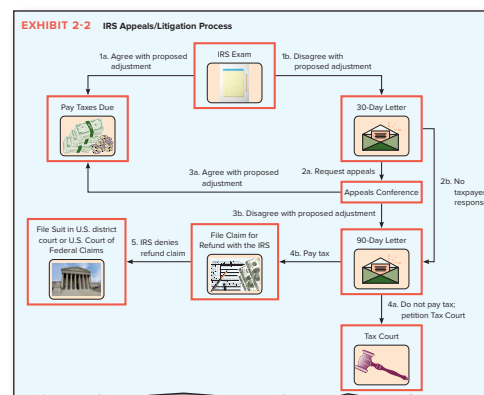 EXHIBIT 2-2 IRS Appeals/Litigation Process
1a. Agree with proposed
adjustment
IRS Exam
1b. Disagree with
proposed adjustment
Pay Taxes Due
30-Day Letter
3a. Agree with proposed
adjustment
2a. Request appeals
2b. No
taxpayer
response
Appeals Conference
3b. Disagree with proposed adjustment
File Suit in U.S. district
court or U.S. Court of
Federal Claims
5. IRS denies
refund claim
File Claim for
Refund with the IRS
4b. Pay tax
90-Day Letter
4a. Do not pay tax;
petition Tax Court
Tax Court